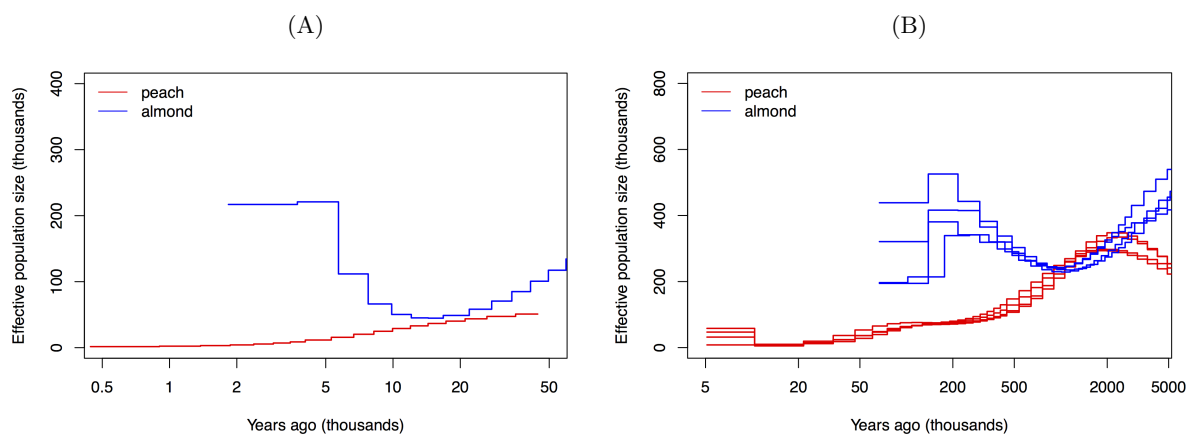 (A)
Effective population size (thousands)
400
300
200
100
0
peach
almond
0.5 1 2 5 10 20 50
Years ago (thousands)
(B)
Effective population size (thousands)
800
600
400
200
0
peach
almond
5 20 50 200 500 2000 5000
Years ago (thousands)